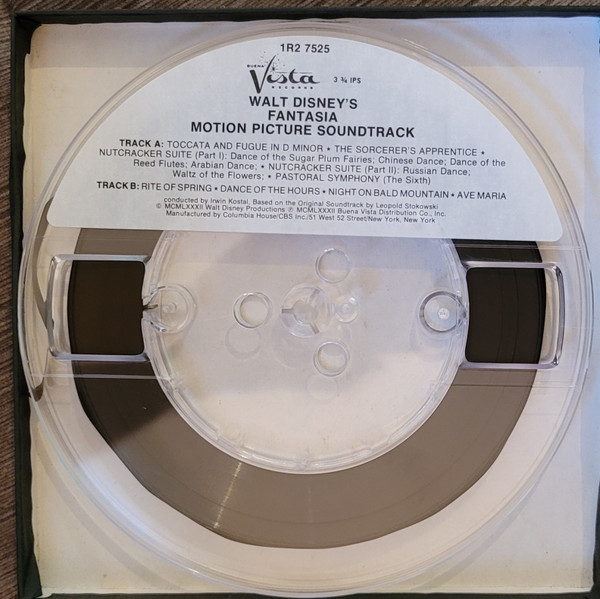 1R2 7525
BUENA
Vista
RECORDS
3 ¾ IPS
WALT DISNEY'S
FANTASIA
MOTION PICTURE SOUNDTRACK
TRACK A: TOCCATA AND FUGUE IN D MINOR • THE SORCERER'S APPRENTICE •
NUTCRACKER SUITE (Part I): Dance of the Sugar Plum Fairies; Chinese Dance; Dance of the
Reed Flutes; Arabian Dance; • NUTCRACKER SUITE (Part II): Russian Dance;
Waltz of the Flowers; • PASTORAL SYMPHONY (The Sixth)
TRACK B: RITE OF SPRING • DANCE OF THE HOURS • NIGHT ON BALD MOUNTAIN • AVE MARIA
conducted by Irwin Kostal, Based on the Original Soundtrack by Leopold Stokowski
© MCMLXXXII Walt Disney Productions ℗ MCMLXXXII Buena Vista Distribution Co., Inc.
Manufactured by Columbia House/CBS Inc./51 West 52 Street/New York, New York